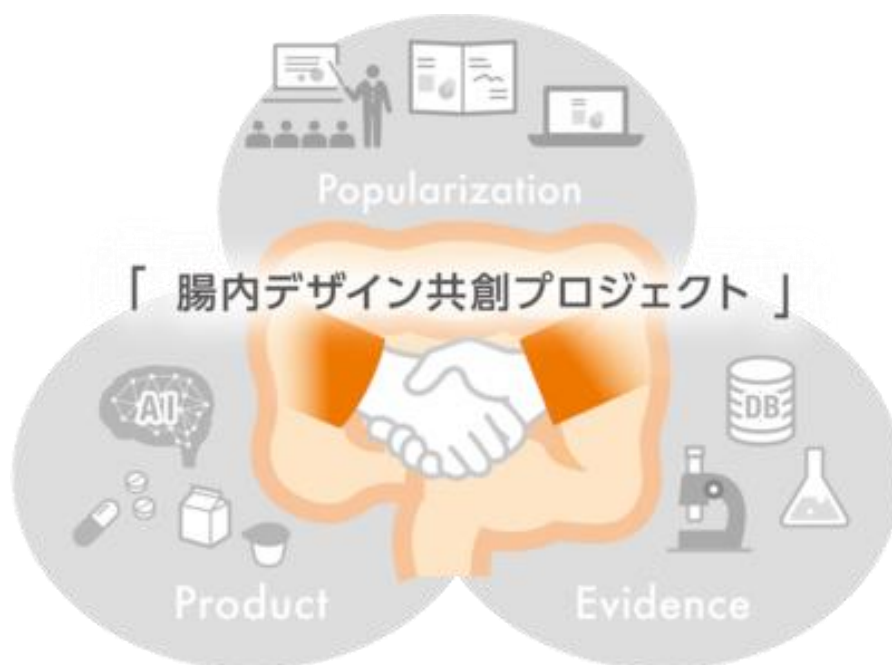 Popularization
「 腸内デザイン共創プロジェクト 」
AI
DB
Product
Evidence